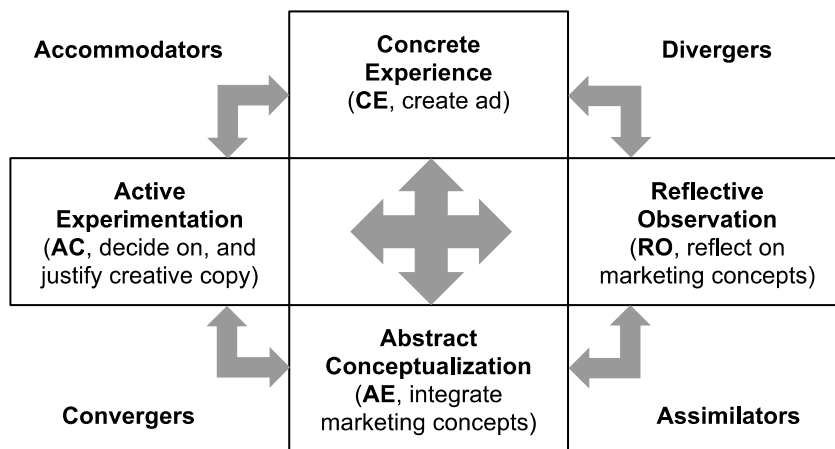 Accommodators
Concrete
Experience
(CE, create ad)
Divergers
Active
Experimentation
(AC, decide on, and
justify creative copy)
Reflective
Observation
(RO, reflect on
marketing concepts)
Abstract
Conceptualization
(AE, integrate
marketing concepts)
Convergers
Assimilators